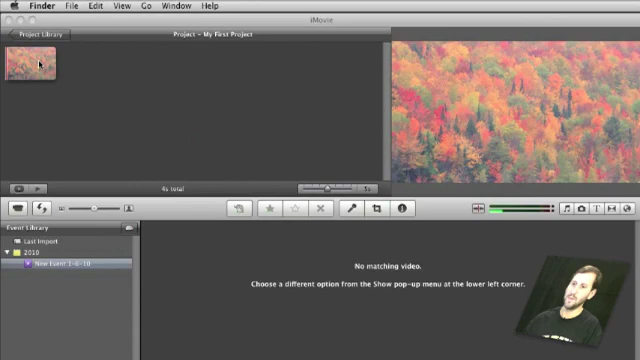 Finder File Edit View Go Window Help
iMovie
Project Library
Project - My First Project
4s total
5s
Event Library
Last Import
2010
New Event 1-6-10
No matching video.
Choose a different option from the Show pop-up menu at the lower left corner.